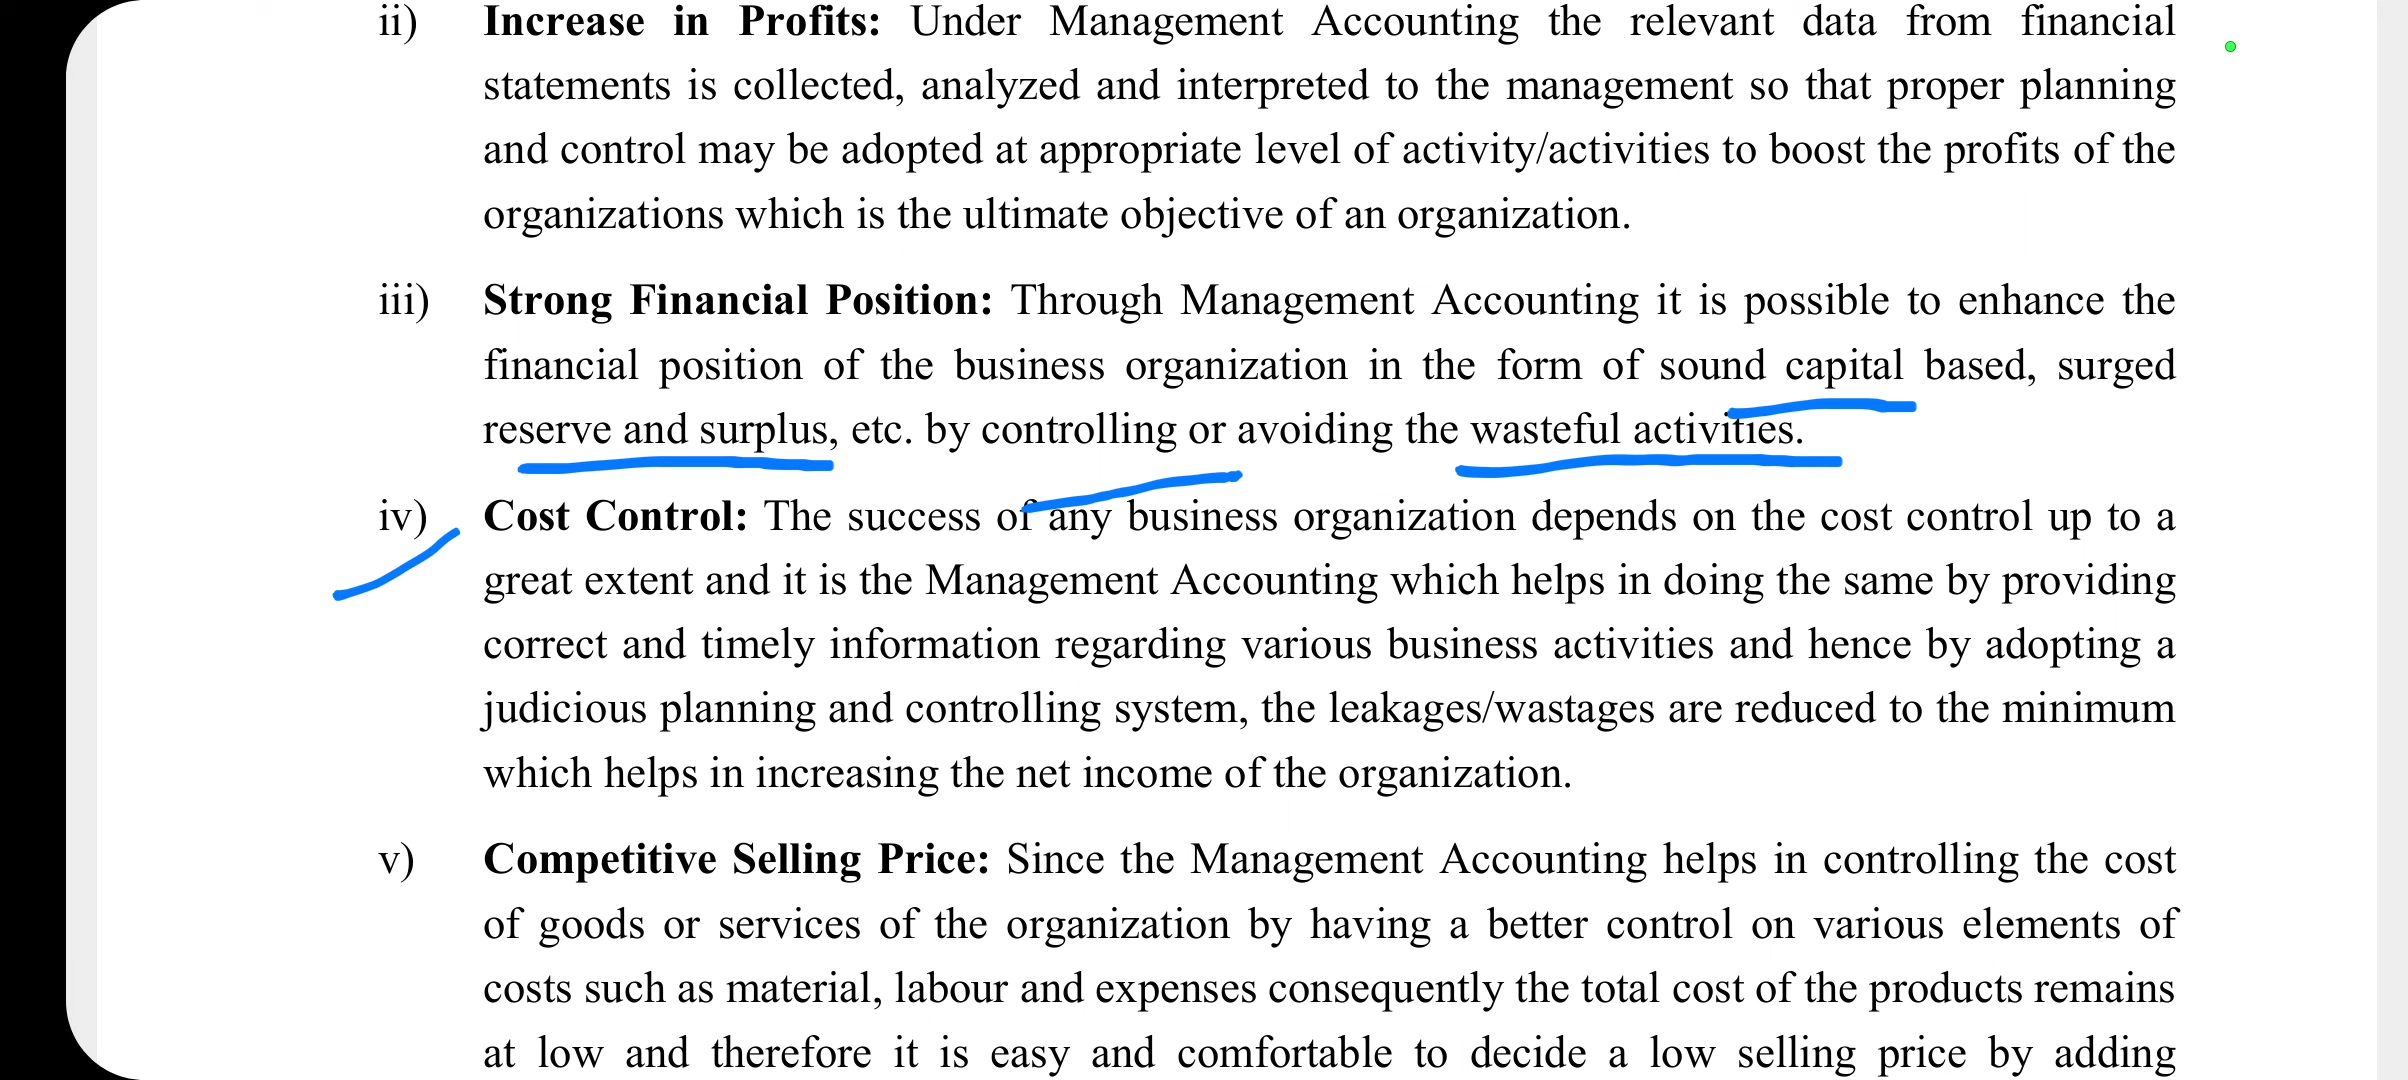 ii) Increase in Profits: Under Management Accounting the relevant data from financial
statements is collected, analyzed and interpreted to the management so that proper planning
and control may be adopted at appropriate level of activity/activities to boost the profits of the
organizations which is the ultimate objective of an organization.
iii) Strong Financial Position: Through Management Accounting it is possible to enhance the
financial position of the business organization in the form of sound capital based, surged
reserve and surplus, etc. by controlling or avoiding the wasteful activities.
iv) Cost Control: The success of any business organization depends on the cost control up to a
great extent and it is the Management Accounting which helps in doing the same by providing
correct and timely information regarding various business activities and hence by adopting a
judicious planning and controlling system, the leakages/wastages are reduced to the minimum
which helps in increasing the net income of the organization.
v) Competitive Selling Price: Since the Management Accounting helps in controlling the cost
of goods or services of the organization by having a better control on various elements of
costs such as material, labour and expenses consequently the total cost of the products remains
at low and therefore it is easy and comfortable to decide a low selling price by adding